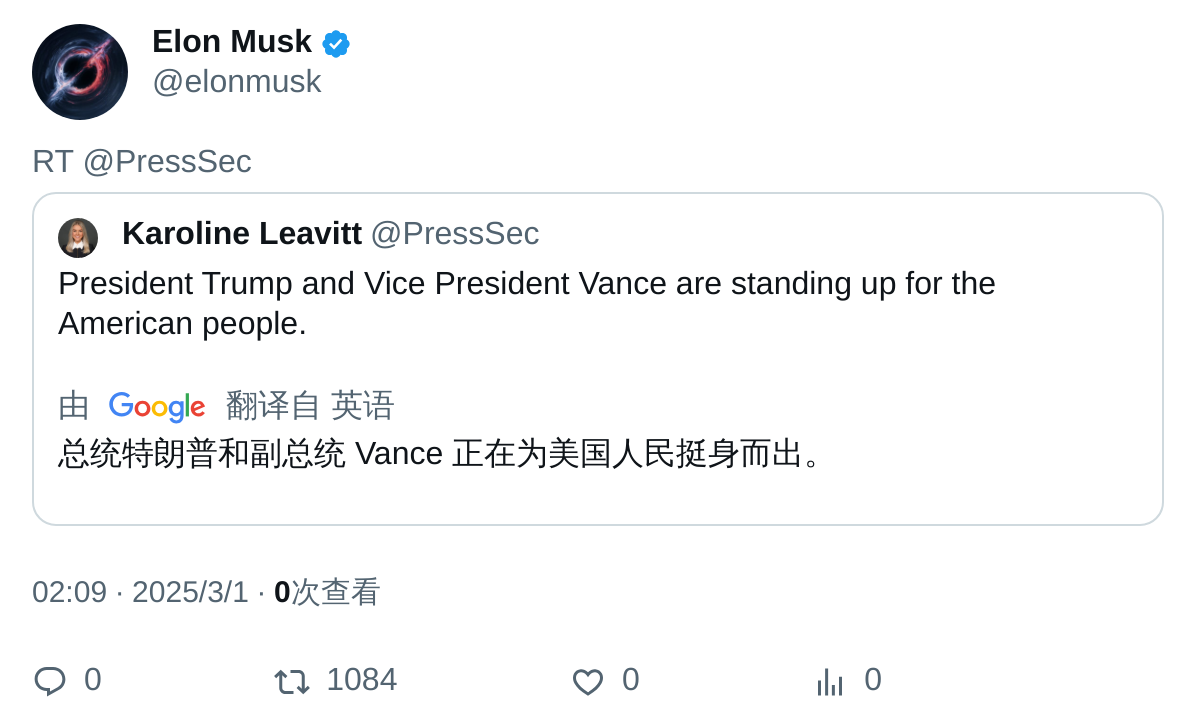 Elon Musk
@elonmusk
RT @PressSec
Karoline Leavitt @PressSec
President Trump and Vice President Vance are standing up for the
American people.
由 Google 翻译自 英语
总统特朗普和副总统 Vance 正在为美国人民挺身而出。
02:09 · 2025/3/1 · 0次查看
0 1084 0 0